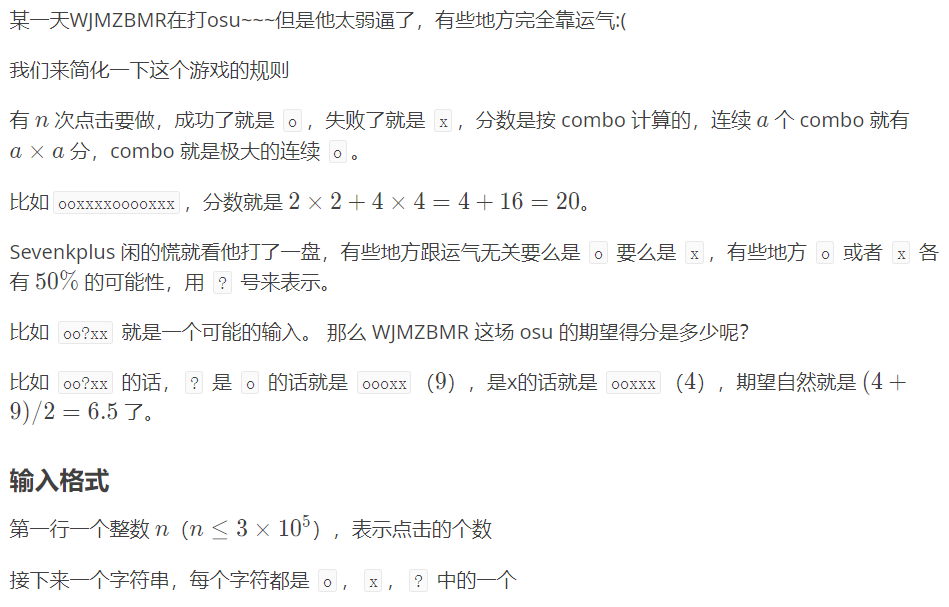 某一天WJMZBMR在打osu~~~但是他太弱逼了，有些地方完全靠运气:(
我们来简化一下这个游戏的规则
有 n 次点击要做，成功了就是 o ，失败了就是 x ，分数是按 combo 计算的，连续 a 个 combo 就有
a × a 分，combo 就是极大的连续 o 。
比如 ooxxxxooooxxx ，分数就是 2 × 2 + 4 × 4 = 4 + 16 = 20。
Sevenkplus 闲的慌就看他打了一盘，有些地方跟运气无关要么是 o 要么是 x ，有些地方 o 或者 x 各
有 50% 的可能性，用 ? 号来表示。
比如 oo?xx 就是一个可能的输入。 那么 WJMZBMR 这场 osu 的期望得分是多少呢？
比如 oo?xx 的话， ? 是 o 的话就是 oooxx （9），是x的话就是 ooxxx （4），期望自然就是 (4 +
9)/2 = 6.5 了。
输入格式
第一行一个整数 n（n ≤ 3 × 10⁵），表示点击的个数
接下来一个字符串，每个字符都是 o ， x ， ? 中的一个